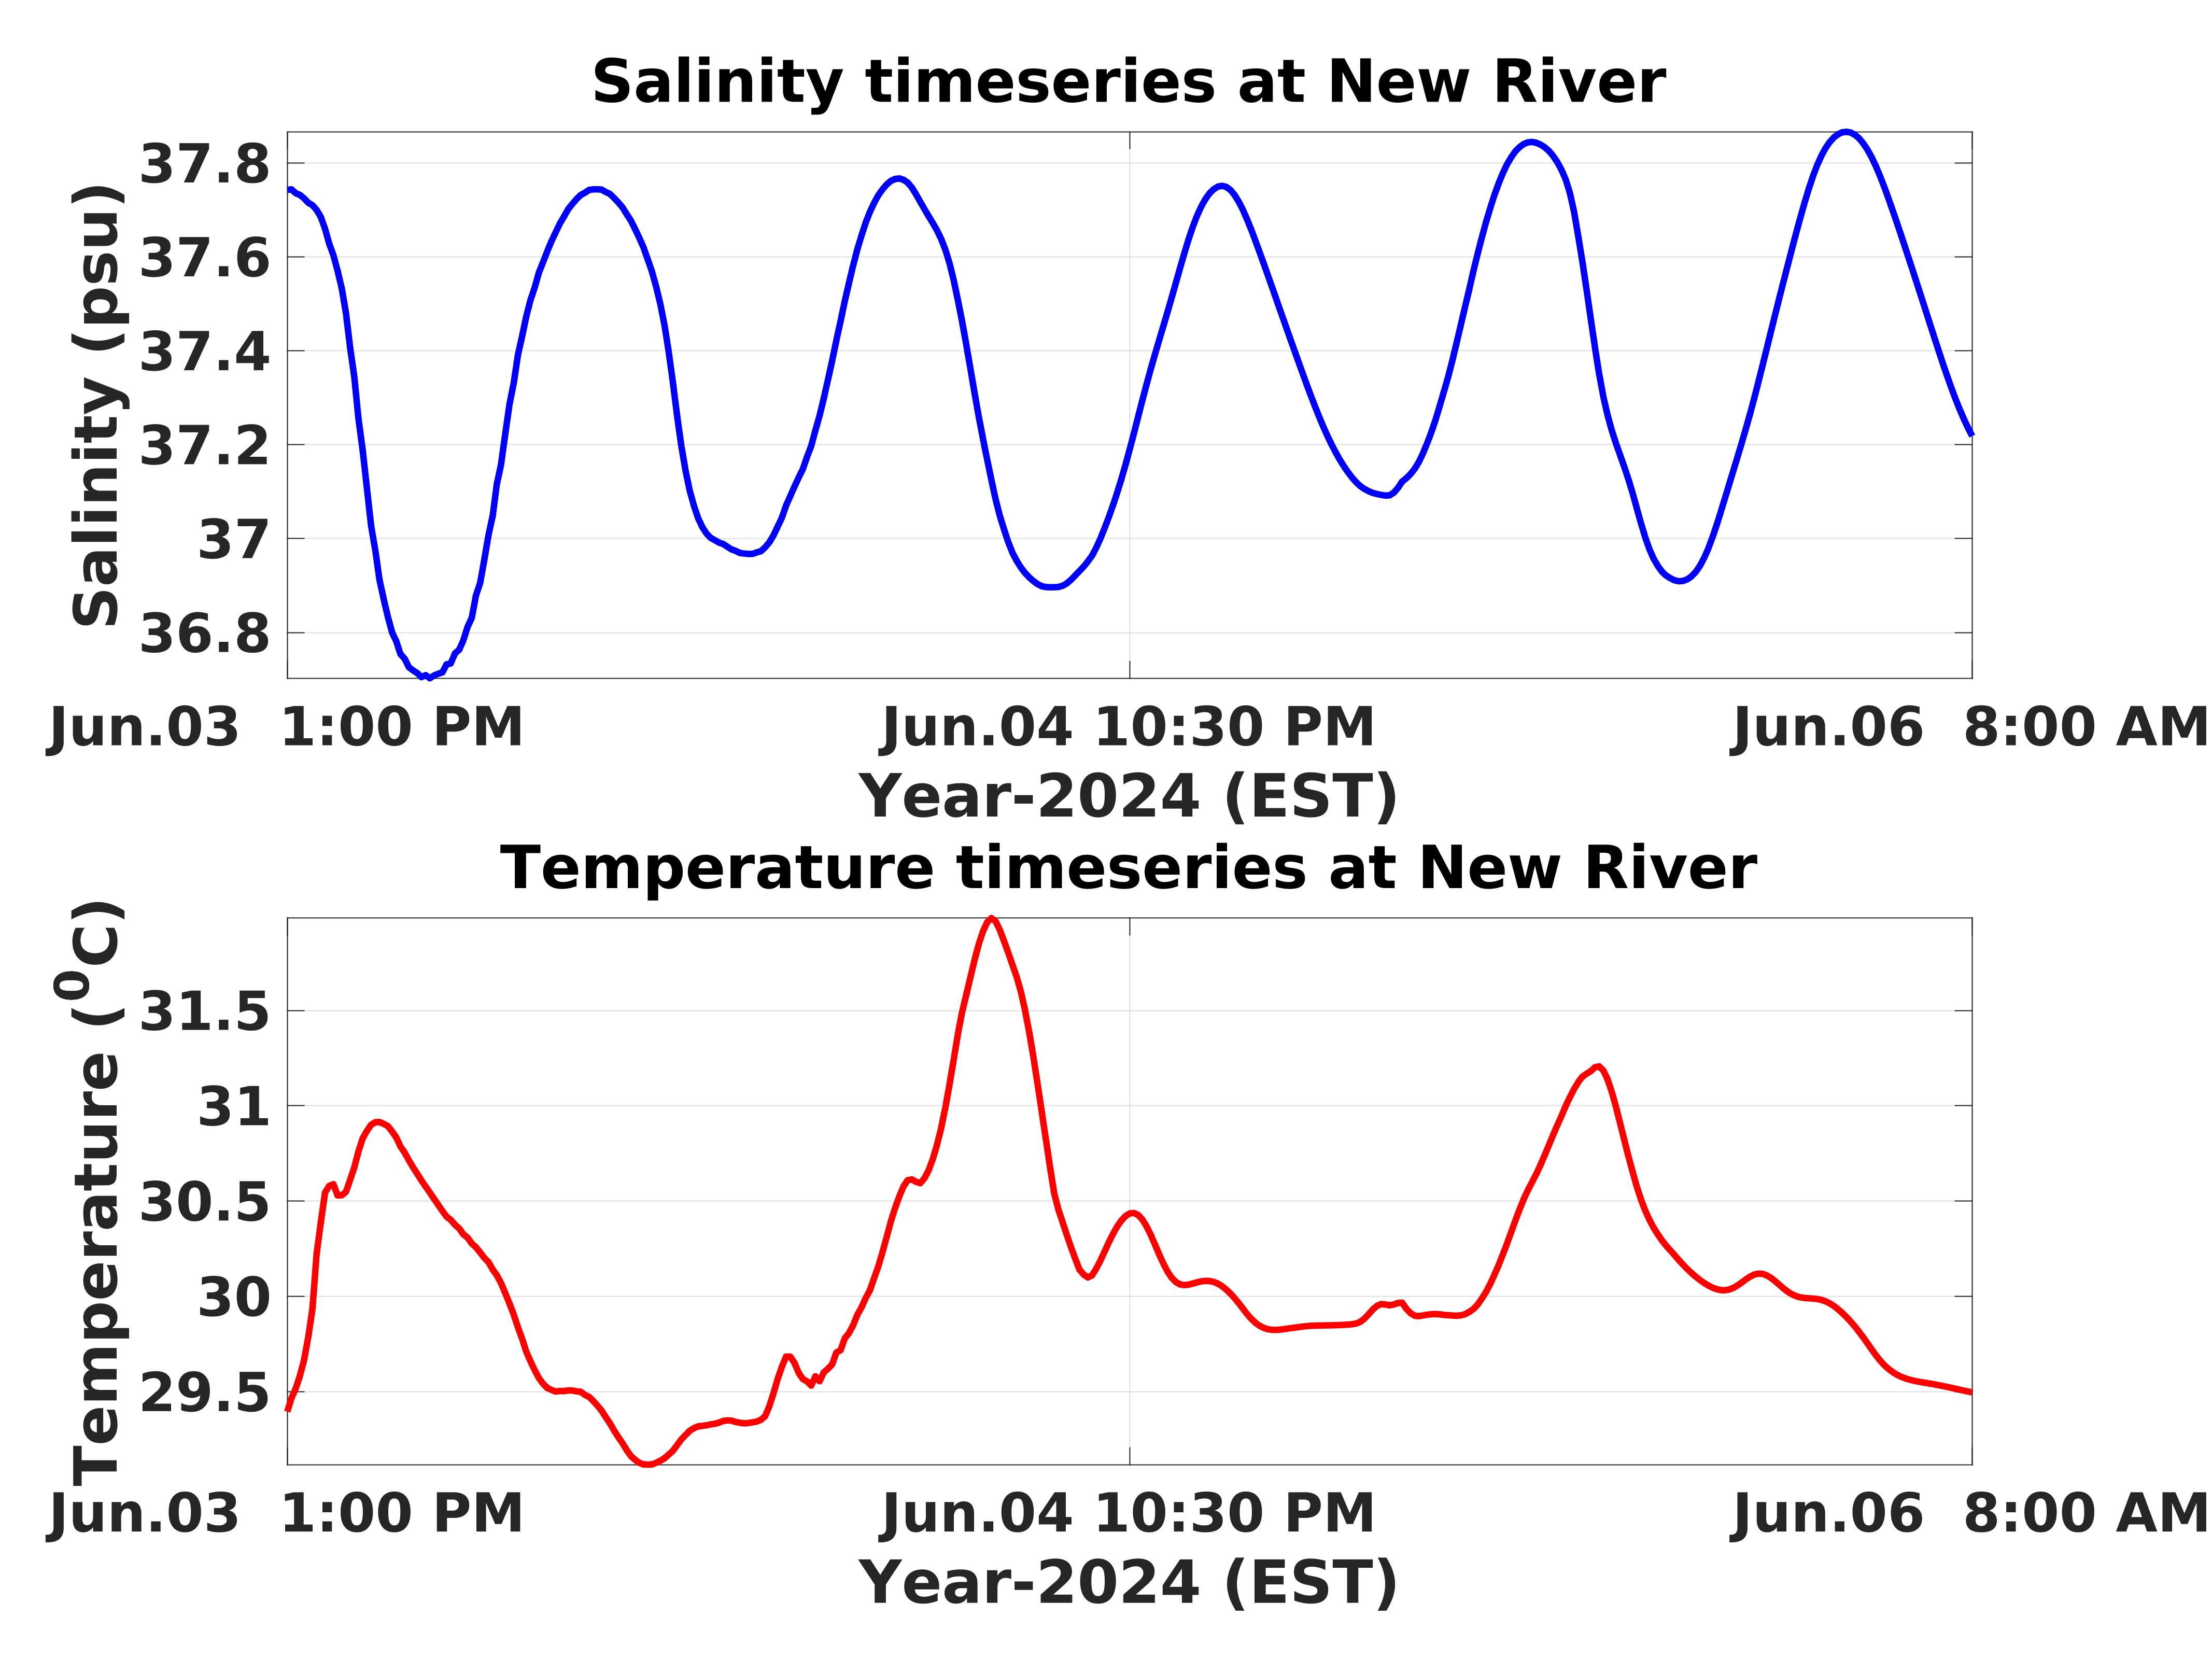 Salinity timeseries at New River
Salinity (psu)
37.8
37.6
37.4
37.2
37
36.8
Jun.03 1:00 PM Jun.04 10:30 PM Jun.06 8:00 AM
Year-2024 (EST)
Temperature timeseries at New River
Temperature (⁰C)
31.5
31
30.5
30
29.5
Jun.03 1:00 PM Jun.04 10:30 PM Jun.06 8:00 AM
Year-2024 (EST)